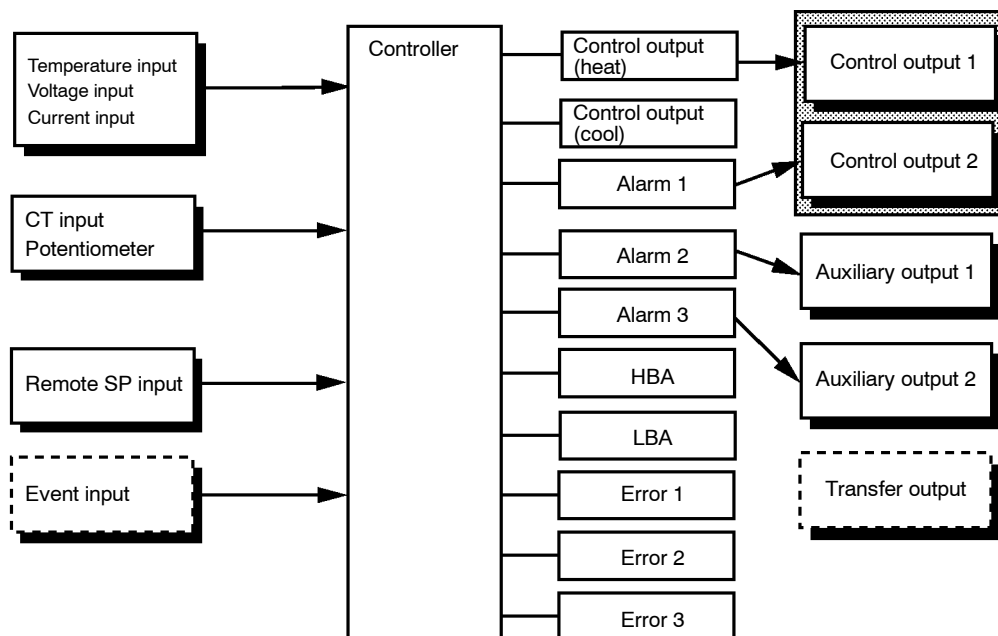 Temperature input
Voltage input
Current input
CT input
Potentiometer
Remote SP input
Event input
Controller
Control output
(heat)
Control output
(cool)
Alarm 1
Alarm 2
Alarm 3
HBA
LBA
Error 1
Error 2
Error 3
Control output 1
Control output 2
Auxiliary output 1
Auxiliary output 2
Transfer output